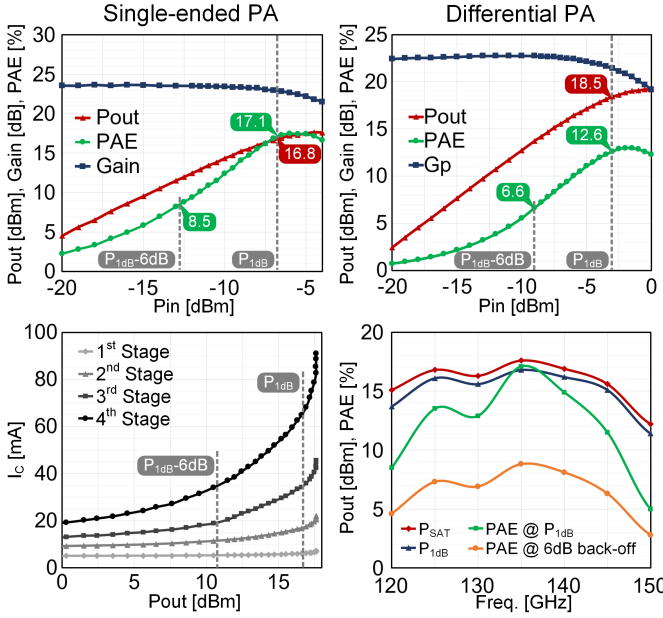 Single-ended PA
Differential PA
Pout [dBm], Gain [dB], PAE [%]
30
25
20
15
10
5
0
Pout
PAE
Gain
17.1
16.8
8.5
P1dB-6dB
P1dB
-20
-15
-10
-5
Pin [dBm]
Pout [dBm], Gain [dB], PAE [%]
25
20
15
10
5
0
Pout
PAE
Gp
18.5
12.6
6.6
P1dB-6dB
P1dB
-20
-15
-10
-5
0
Pin [dBm]
IC [mA]
100
80
60
40
20
0
1st Stage
2nd Stage
3rd Stage
4th Stage
P1dB
P1dB-6dB
0
5
10
15
Pout [dBm]
Pout [dBm], PAE [%]
20
15
10
5
0
PSAT
PAE @ P1dB
P1dB
PAE @ 6dB back-off
120
130
140
150
Freq. [GHz]